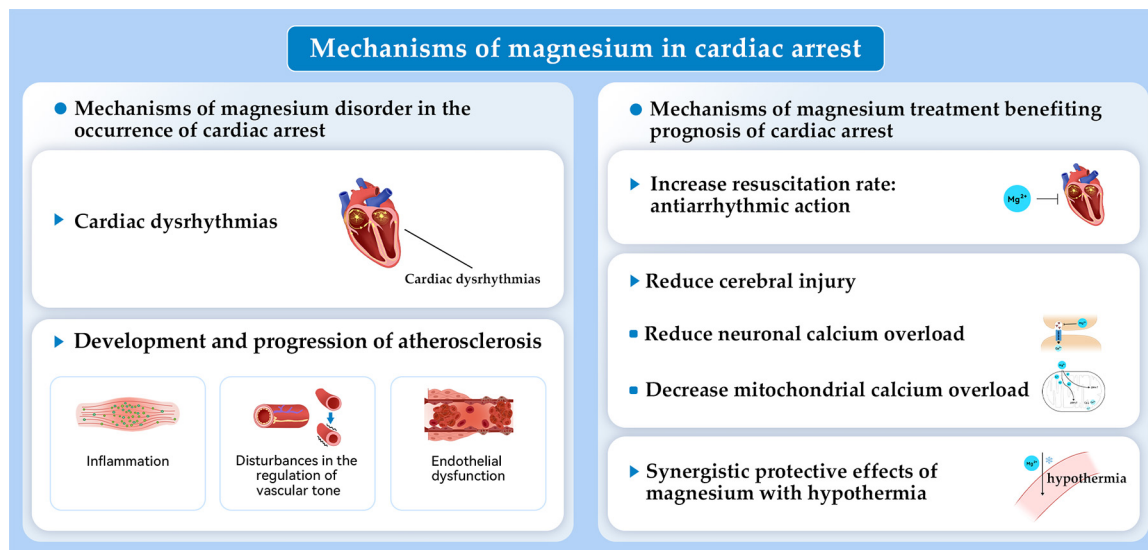 Mechanisms of magnesium in cardiac arrest
Mechanisms of magnesium disorder in the
occurrence of cardiac arrest
Cardiac dysrhythmias
Cardiac dysrhythmias
Development and progression of atherosclerosis
Inflammation
Disturbances in the
regulation of
vascular tone
Endothelial
dysfunction
Mechanisms of magnesium treatment benefiting
prognosis of cardiac arrest
Increase resuscitation rate:
antiarrhythmic action
Mg²⁺
Reduce cerebral injury
Reduce neuronal calcium overload
Decrease mitochondrial calcium overload
Synergistic protective effects of
magnesium with hypothermia
Mg²⁺
hypothermia